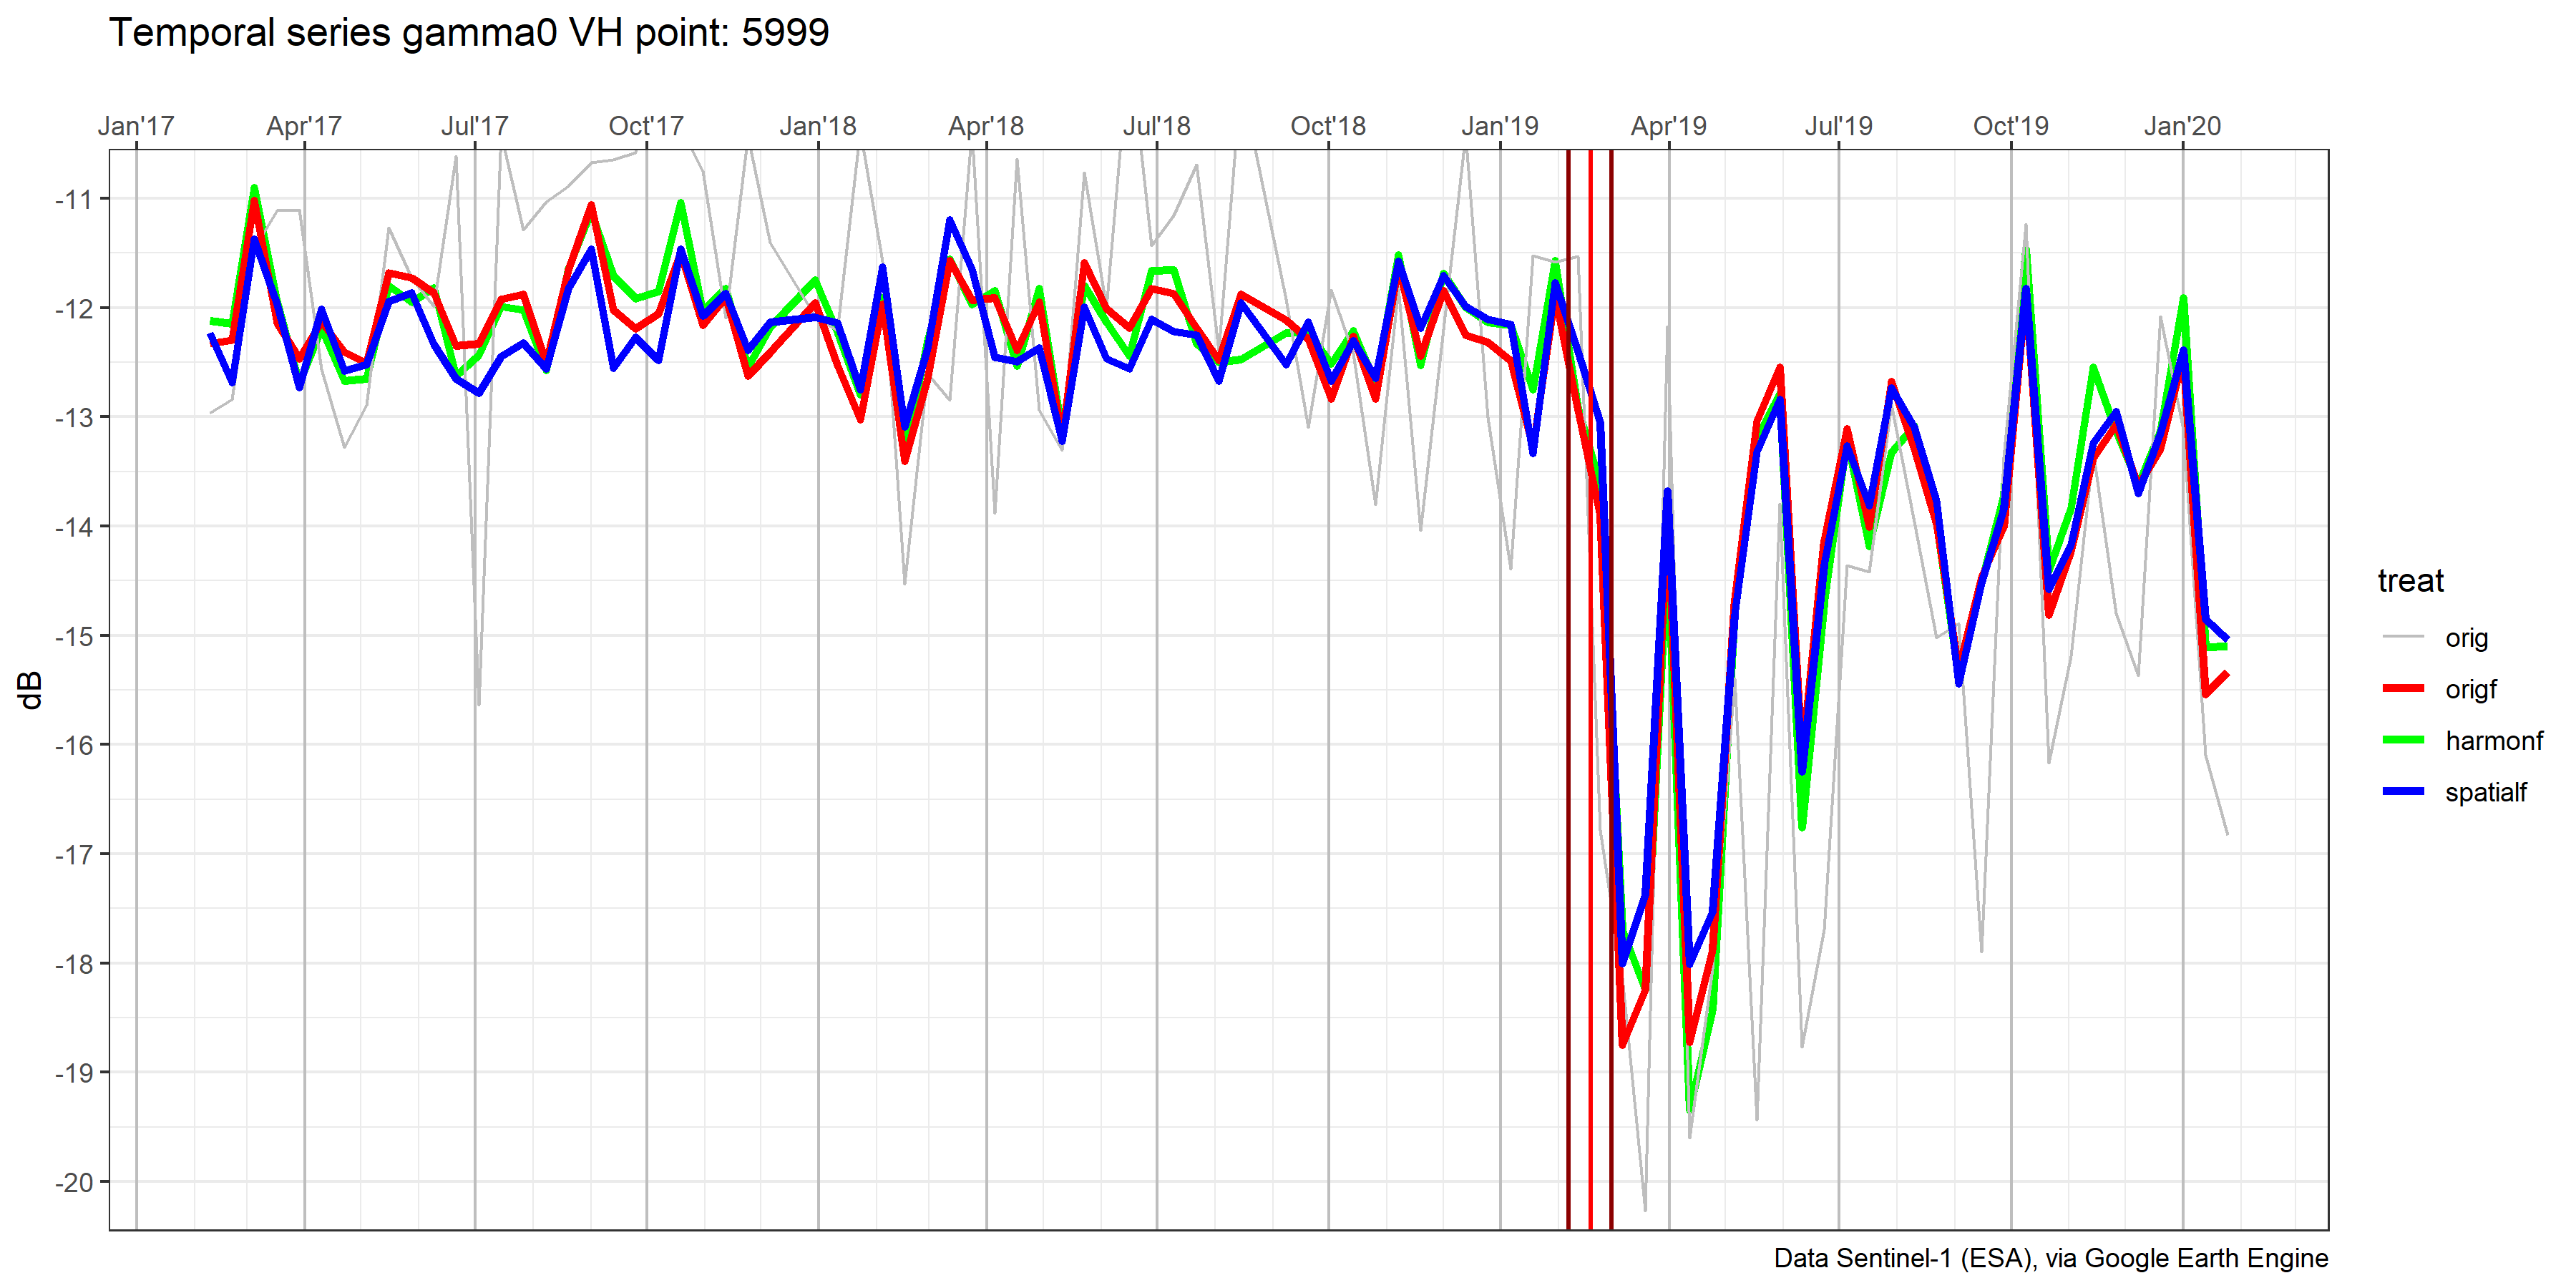 Temporal series gamma0 VH point: 5999
Jan'17 Apr'17 Jul'17 Oct'17 Jan'18 Apr'18 Jul'18 Oct'18 Jan'19 Apr'19 Jul'19 Oct'19 Jan'20
-11
-12
-13
-14
-15
-16
-17
-18
-19
-20
dB
treat
orig
origf
harmonf
spatialf
Data Sentinel-1 (ESA), via Google Earth Engine